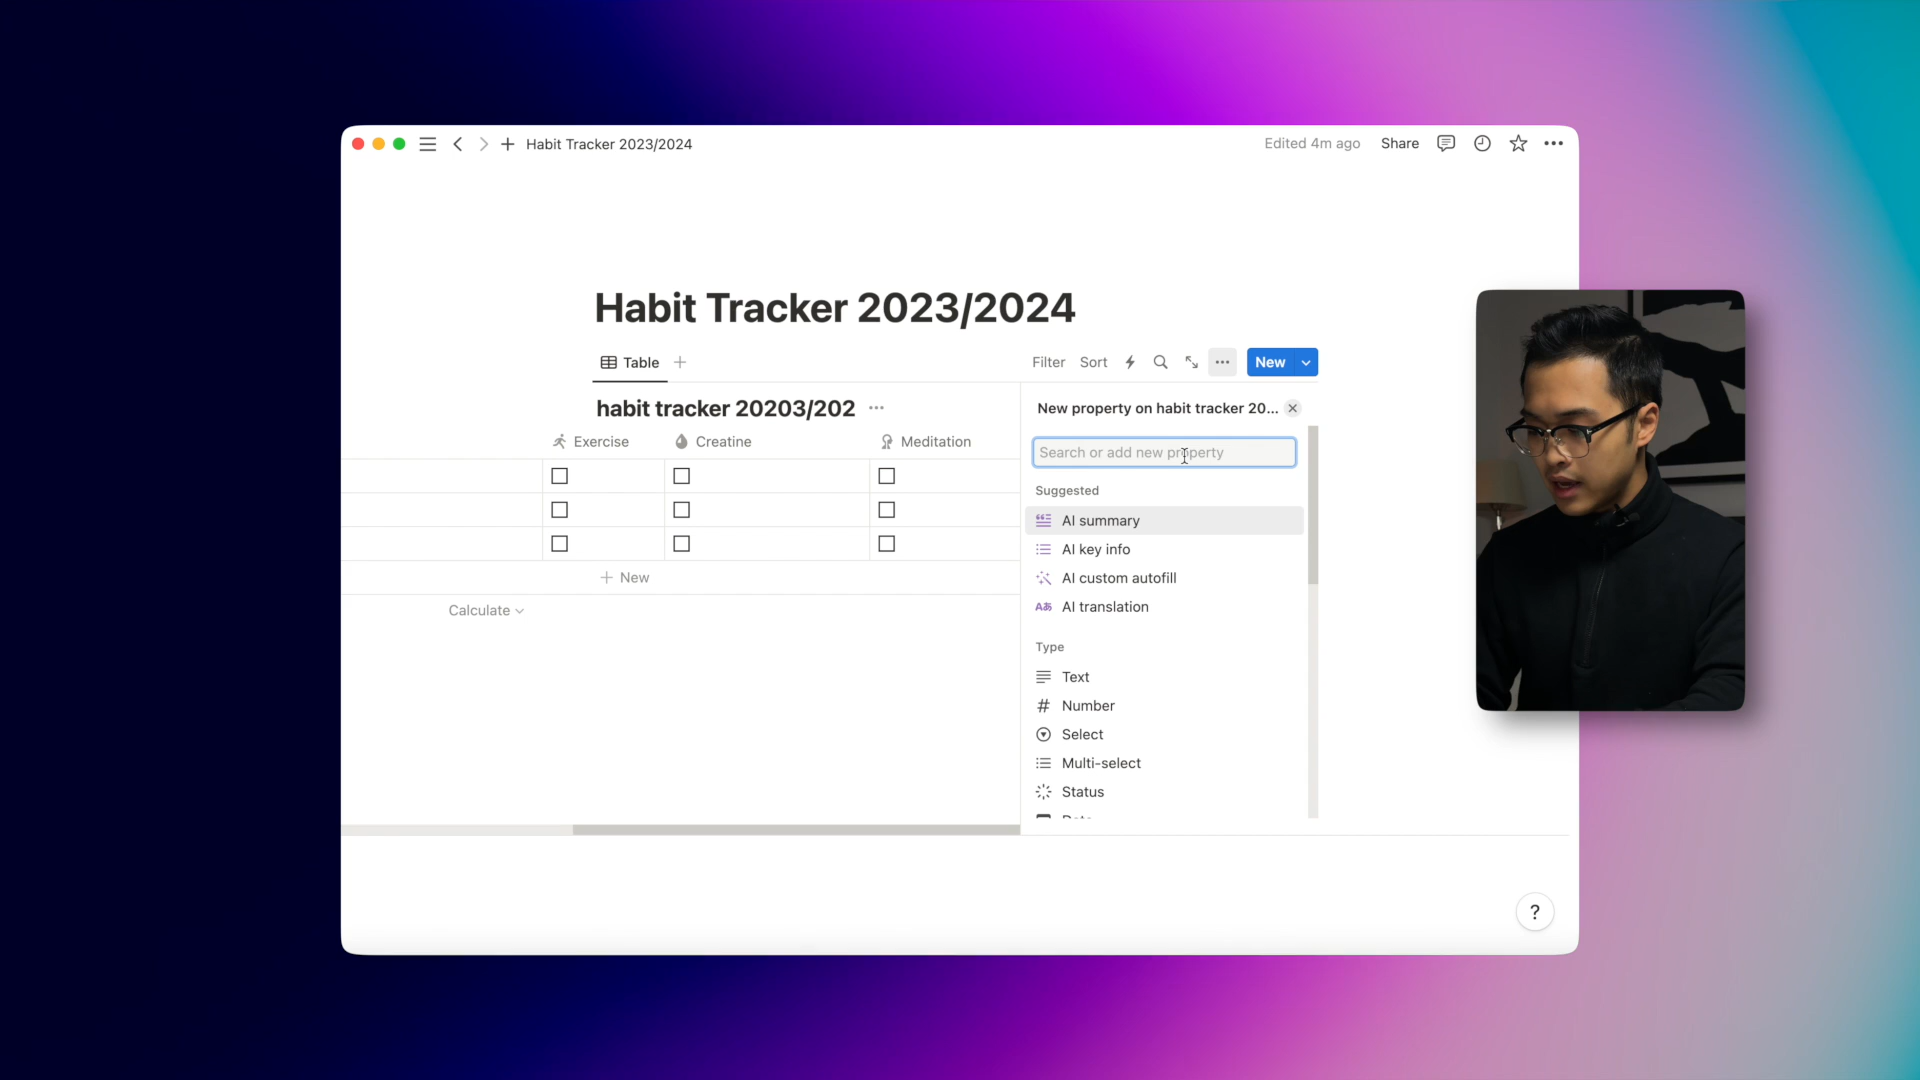 Habit Tracker 2023/2024
Edited 4m ago Share
Habit Tracker 2023/2024
Table
Filter Sort New
habit tracker 20203/202
New property on habit tracker 20...
Exercise Creatine Meditation
Search or add new property
Suggested
AI summary
AI key info
AI custom autofill
AI translation
New
Calculate
Type
Text
Number
Select
Multi-select
Status
?